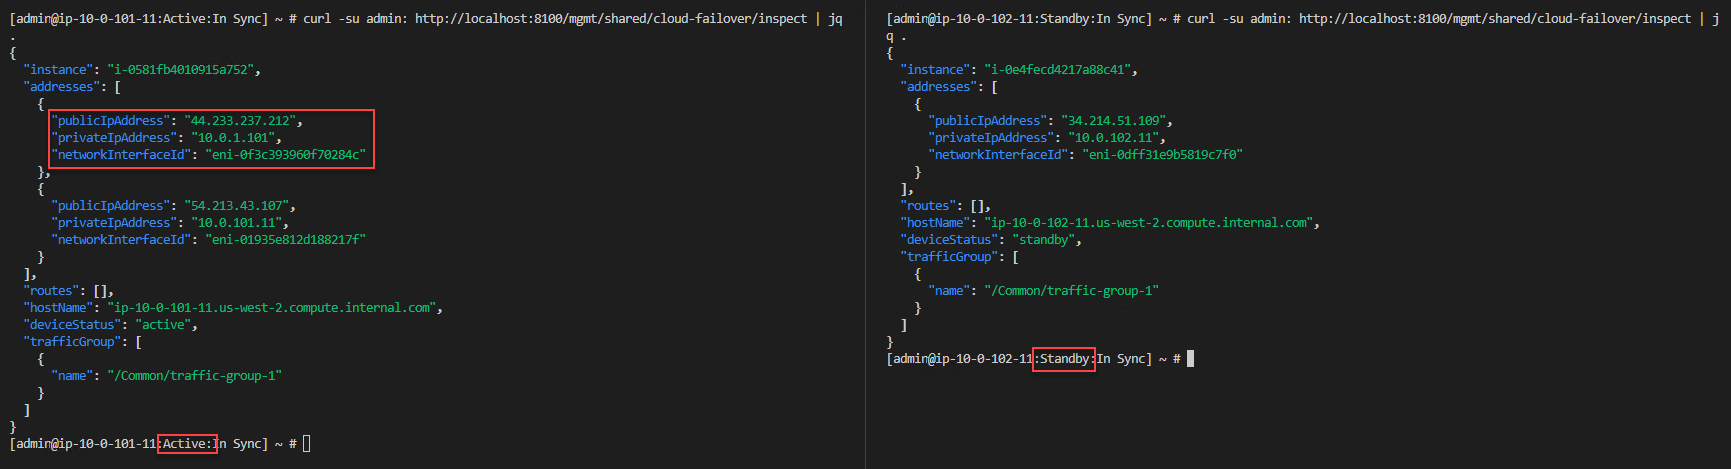 [admin@ip-10-0-101-11:Active:In Sync] ~ # curl -su admin: http://localhost:8100/mgmt/shared/cloud-failover/inspect | jq
.
{
  "instance": "i-0581fb4010915a752",
  "addresses": [
    {
      "publicIpAddress": "44.233.237.212",
      "privateIpAddress": "10.0.1.101",
      "networkInterfaceId": "eni-0f3c393960f70284c"
    },
    {
      "publicIpAddress": "54.213.43.107",
      "privateIpAddress": "10.0.101.11",
      "networkInterfaceId": "eni-01935e812d188217f"
    }
  ],
  "routes": [],
  "hostName": "ip-10-0-101-11.us-west-2.compute.internal.com",
  "deviceStatus": "active",
  "trafficGroup": [
    {
      "name": "/Common/traffic-group-1"
    }
  ]
}
[admin@ip-10-0-101-11:Active:In Sync] ~ #
[admin@ip-10-0-102-11:Standby:In Sync] ~ # curl -su admin: http://localhost:8100/mgmt/shared/cloud-failover/inspect | j
q .
{
  "instance": "i-0e4fecd4217a88c41",
  "addresses": [
    {
      "publicIpAddress": "34.214.51.109",
      "privateIpAddress": "10.0.102.11",
      "networkInterfaceId": "eni-0dff31e9b5819c7f0"
    }
  ],
  "routes": [],
  "hostName": "ip-10-0-102-11.us-west-2.compute.internal.com",
  "deviceStatus": "standby",
  "trafficGroup": [
    {
      "name": "/Common/traffic-group-1"
    }
  ]
}
[admin@ip-10-0-102-11:Standby:In Sync] ~ #